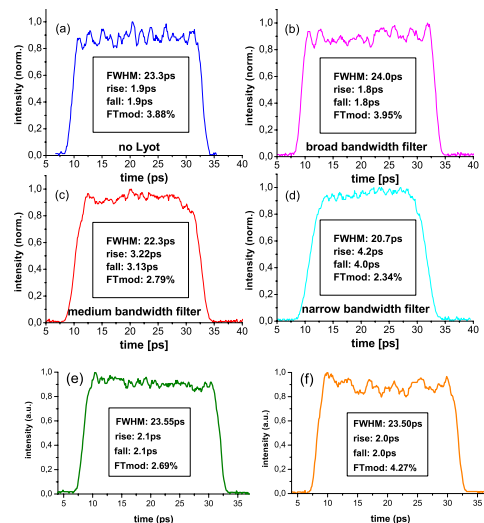 (a)
intensity (norm.)
1,0
0,8
0,6
0,4
0,2
0,0
FWHM: 23.3ps
rise: 1.9ps
fall: 1.9ps
FTmod: 3.88%
no Lyot
5 10 15 20 25 30 35 40
time (ps)
(b)
intensity (norm.)
1,0
0,8
0,6
0,4
0,2
0,0
FWHM: 24.0ps
rise: 1.8ps
fall: 1.8ps
FTmod: 3.95%
broad bandwidth filter
5 10 15 20 25 30 35 40
time [ps]
(c)
intensity (norm.)
1,0
0,8
0,6
0,4
0,2
0,0
FWHM: 22.3ps
rise: 3.22ps
fall: 3.13ps
FTmod: 2.79%
medium bandwidth filter
5 10 15 20 25 30 35 40
time [ps]
(d)
intensity (norm.)
1,0
0,8
0,6
0,4
0,2
0,0
FWHM: 20.7ps
rise: 4.2ps
fall: 4.0ps
FTmod: 2.34%
narrow bandwidth filter
5 10 15 20 25 30 35 40
time [ps]
(e)
intensity (a.u.)
1,0
0,8
0,6
0,4
0,2
0,0
FWHM: 23.55ps
rise: 2.1ps
fall: 2.1ps
FTmod: 2.69%
5 10 15 20 25 30 35
time (ps)
(f)
intensity (a.u.)
1,0
0,8
0,6
0,4
0,2
0,0
FWHM: 23.50ps
rise: 2.0ps
fall: 2.0ps
FTmod: 4.27%
5 10 15 20 25 30 35
time (ps)